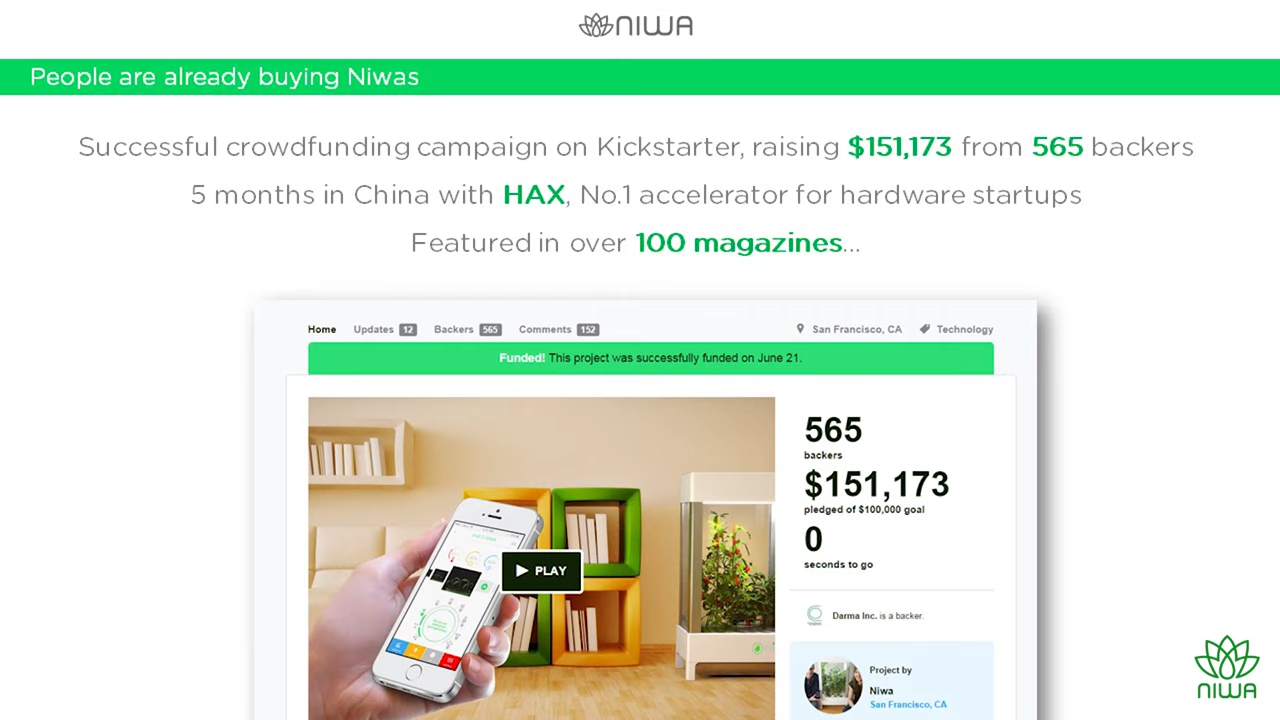 NIWA
People are already buying Niwas
Successful crowdfunding campaign on Kickstarter, raising $151,173 from 565 backers
5 months in China with HAX, No.1 accelerator for hardware startups
Featured in over 100 magazines...
Home Updates 12 Backers 565 Comments 152 San Francisco, CA Technology
Funded! This project was successfully funded on June 21.
565
backers
$151,173
pledged of $100,000 goal
0
seconds to go
PLAY
Darma Inc. is a backer.
Project by
Niwa
San Francisco, CA
NIWA